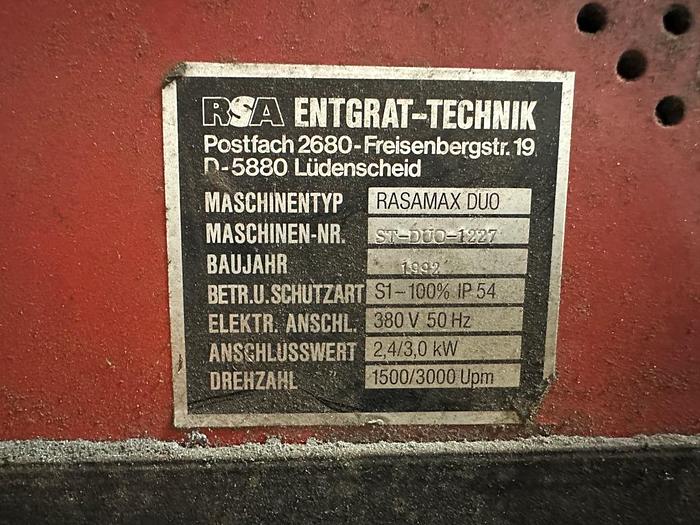 RSA ENTGRAT-TECHNIK
Postfach 2680-Freisenbergstr. 19
D-5880 Lüdenscheid
MASCHINENTYP RASAMAX DUO
MASCHINEN-NR. ST-DUO-1227
BAUJAHR 1992
BETR.U.SCHUTZART S1-100% IP 54
ELEKTR. ANSCHL. 380 V 50 Hz
ANSCHLUSSWERT 2,4/3,0 kW
DREHZAHL 1500/3000 Upm